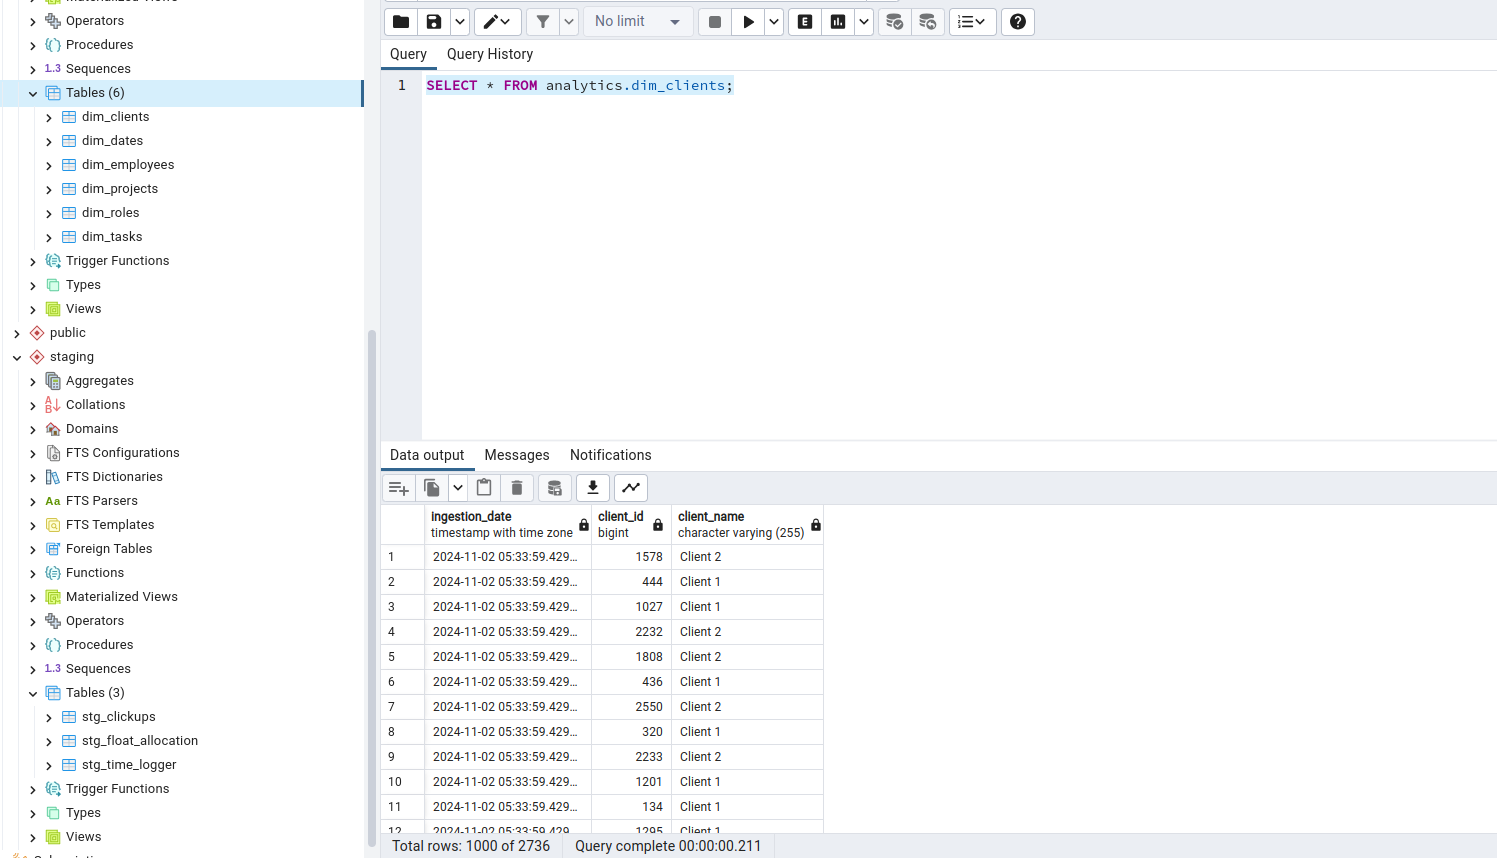 Operators
Procedures
1.3 Sequences
Tables (6)
dim_clients
dim_dates
dim_employees
dim_projects
dim_roles
dim_tasks
Trigger Functions
Types
Views
public
staging
Aggregates
Collations
Domains
FTS Configurations
FTS Dictionaries
Aa FTS Parsers
FTS Templates
Foreign Tables
Functions
Materialized Views
Operators
Procedures
1.3 Sequences
Tables (3)
stg_clickups
stg_float_allocation
stg_time_logger
Trigger Functions
Types
Views
No limit
E
Query Query History
1 SELECT * FROM analytics.dim_clients;
Data output Messages Notifications
ingestion_date client_id client_name
timestamp with time zone bigint character varying (255)
1 2024-11-02 05:33:59.429… 1578 Client 2
2 2024-11-02 05:33:59.429… 444 Client 1
3 2024-11-02 05:33:59.429… 1027 Client 1
4 2024-11-02 05:33:59.429… 2232 Client 2
5 2024-11-02 05:33:59.429… 1808 Client 2
6 2024-11-02 05:33:59.429… 436 Client 1
7 2024-11-02 05:33:59.429… 2550 Client 2
8 2024-11-02 05:33:59.429… 320 Client 1
9 2024-11-02 05:33:59.429… 2233 Client 2
10 2024-11-02 05:33:59.429… 1201 Client 1
11 2024-11-02 05:33:59.429… 134 Client 1
12 2024-11-02 05:33:59.429 1295 Client 1
Total rows: 1000 of 2736 Query complete 00:00:00.211